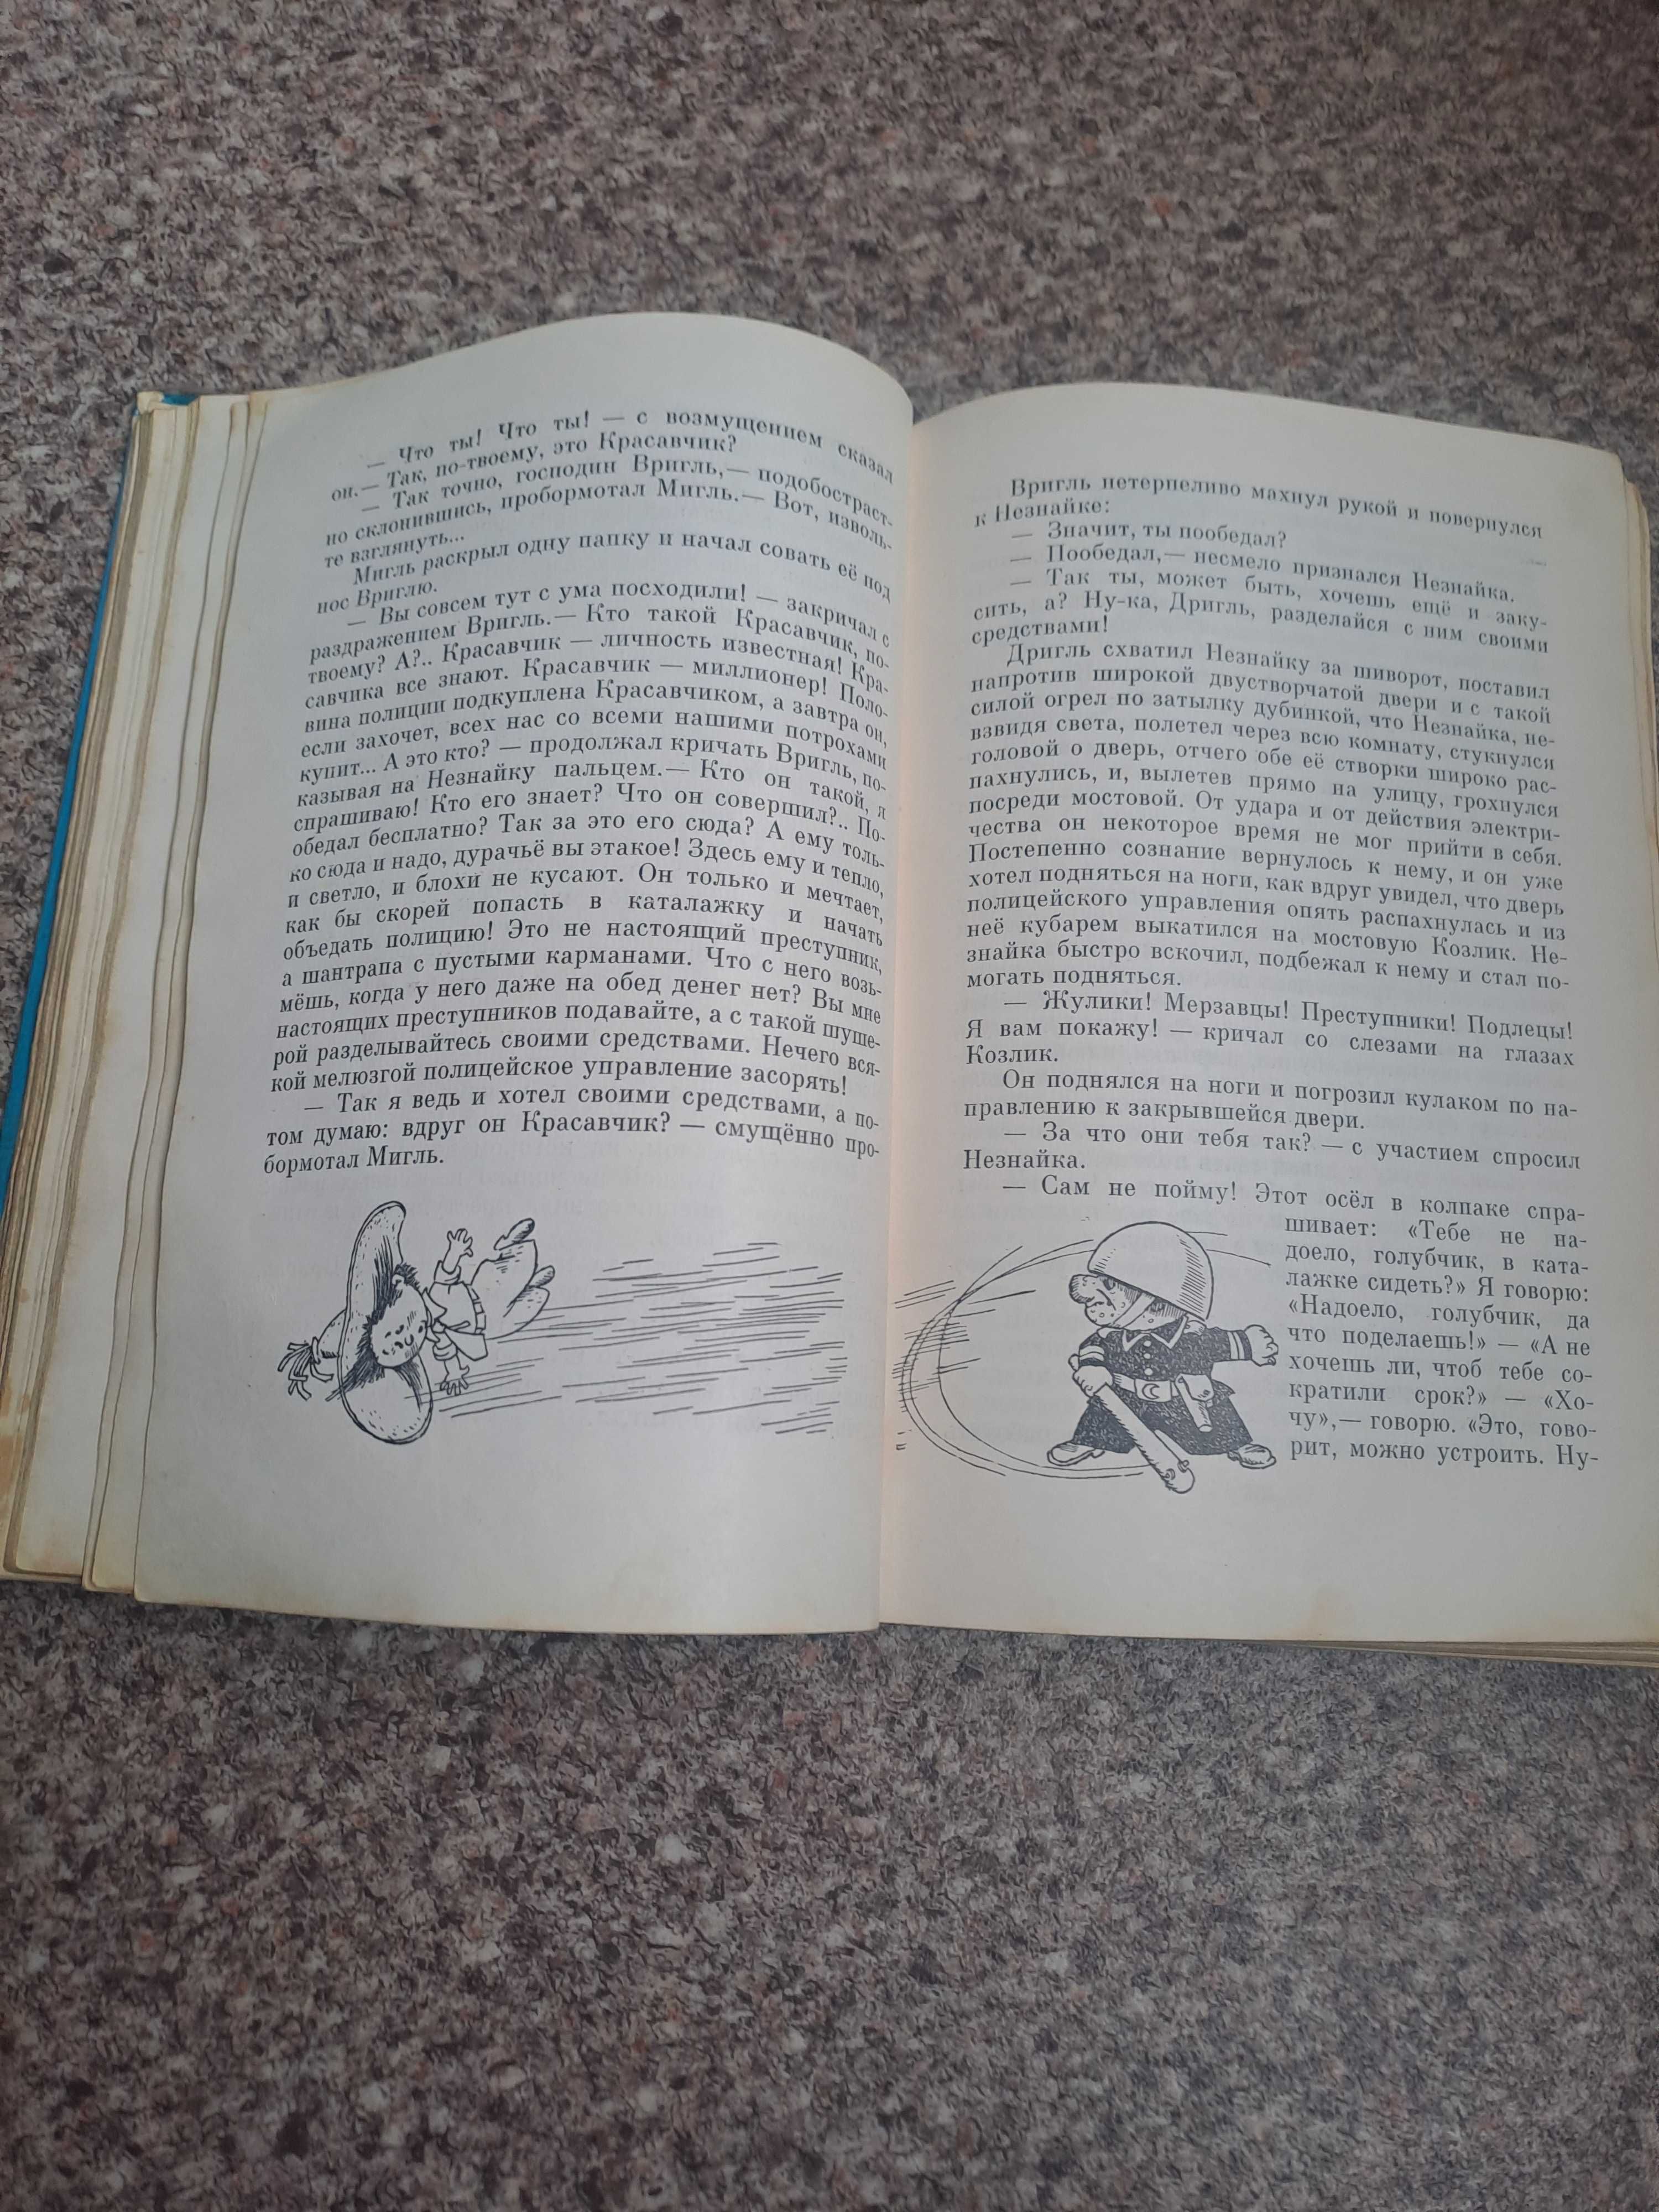 — Что ты! Что ты! — с возмущением сказал
он.— Так, по-твоему, это Красавчик?
— Так точно, господин Вригль,— подобострастно
склонившись, пробормотал Мигль.— Вот, изволь-
те взглянуть...
Мигль раскрыл одну папку и начал совать её под
нос Вриглю.
— Вы совсем тут с ума посходили! — закричал с
раздражением Вригль.— Кто такой Красавчик, по-
твоему? А?.. Красавчик — личность известная! Кра-
савчика все знают. Красавчик — миллионер! Поло-
вина полиции подкуплена Красавчиком, а завтра он,
если захочет, всех нас со всеми нашими потрохами
купит... А это кто? — продолжал кричать Вригль, по-
казывая на Незнайку пальцем.— Кто он такой, я
спрашиваю! Кто его знает? Что он совершил?.. По-
обедал бесплатно? Так за это его сюда? А ему толь-
ко сюда и надо, дурачьё вы этакое! Здесь ему и тепло,
и светло, и блохи не кусают. Он только и мечтает,
как бы скорей попасть в каталажку и начать
объедать полицию! Это не настоящий преступник,
а шантрапа с пустыми карманами. Что с него возь-
мёшь, когда у него даже на обед денег нет? Вы мне
настоящих преступников подавайте, а с такой шуше-
рой разделывайтесь своими средствами. Нечего вся-
кой мелюзгой полицейское управление засорять!
— Так я ведь и хотел своими средствами, а по-
том думаю: вдруг он Красавчик? — смущённо про-
бормотал Мигль.
Вригль нетерпеливо махнул рукой и повернулся
к Незнайке:
— Значит, ты пообедал?
— Пообедал,— несмело признался Незнайка.
— Так ты, может быть, хочешь ещё и заку-
сить, а? Ну-ка, Дригль, разделайся с ним своими
средствами!
Дригль схватил Незнайку за шиворот, поставил
напротив широкой двустворчатой двери и с такой
силой огрел по затылку дубинкой, что Незнайка, не-
взвидя света, полетел через всю комнату, стукнулся
головой о дверь, отчего обе её створки широко рас-
пахнулись, и, вылетев прямо на улицу, грохнулся
посреди мостовой. От удара и от действия электри-
чества он некоторое время не мог прийти в себя.
Постепенно сознание вернулось к нему, и он уже
хотел подняться на ноги, как вдруг увидел, что дверь
полицейского управления опять распахнулась и из
неё кубарем выкатился на мостовую Козлик. Не-
знайка быстро вскочил, подбежал к нему и стал по-
могать подняться.
— Жулики! Мерзавцы! Преступники! Подлецы!
Я вам покажу! — кричал со слезами на глазах
Козлик.
Он поднялся на ноги и погрозил кулаком по на-
правлению к закрывшейся двери.
— За что они тебя так? — с участием спросил
Незнайка.
— Сам не пойму! Этот осёл в колпаке спра-
шивает: «Тебе не на-
доело, голубчик, в ката-
лажке сидеть?» Я говорю:
«Надоело, голубчик, да
что поделаешь!» — «А не
хочешь ли, чтоб тебе со-
кратили срок?» — «Хо-
чу»,— говорю. «Это, гово-
рит, можно устроить. Ну-